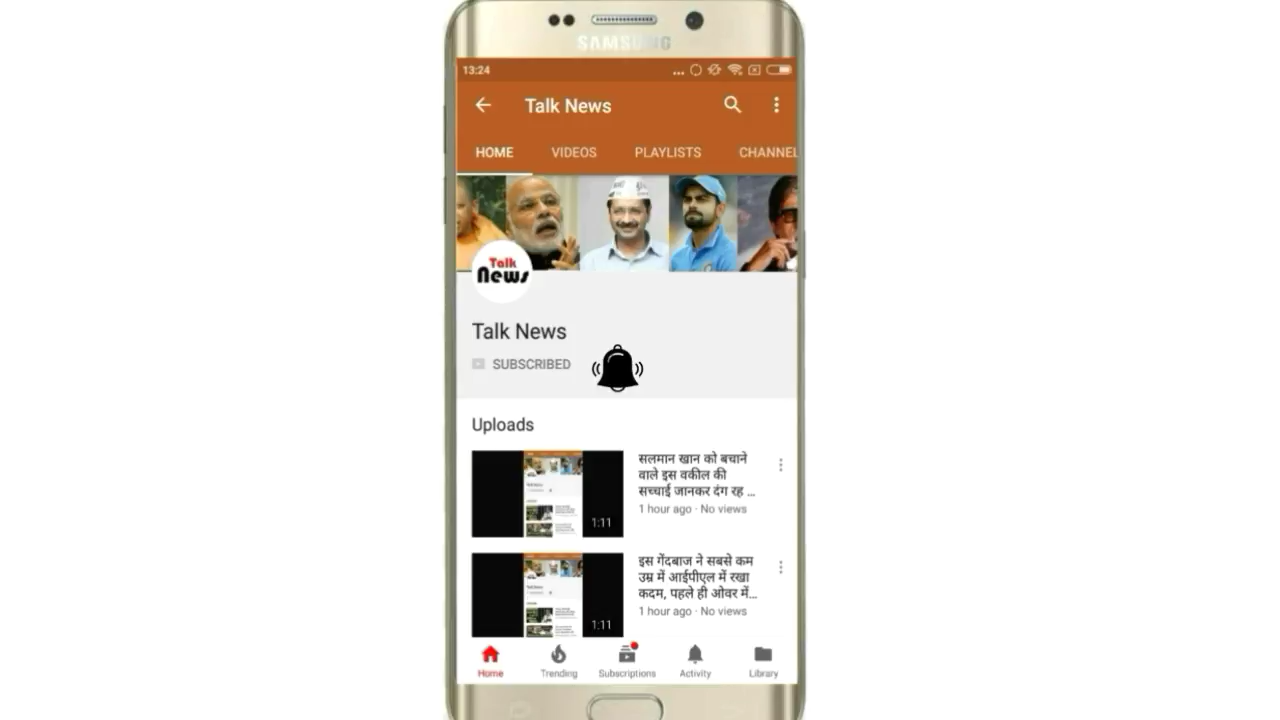 SAMSUNG
13:24
Talk News
HOME VIDEOS PLAYLISTS CHANNEL
Talk
News
Talk News
SUBSCRIBED
Uploads
सलमान खान को बचाने
वाले इस वकील की
सच्चाई जानकर दंग रह ...
1 hour ago · No views
1:11
इस गेंदबाज ने सबसे कम
उम्र में आईपीएल में रखा
कदम, पहले ही ओवर में...
1 hour ago · No views
1:11
Home Trending Subscriptions Activity Library